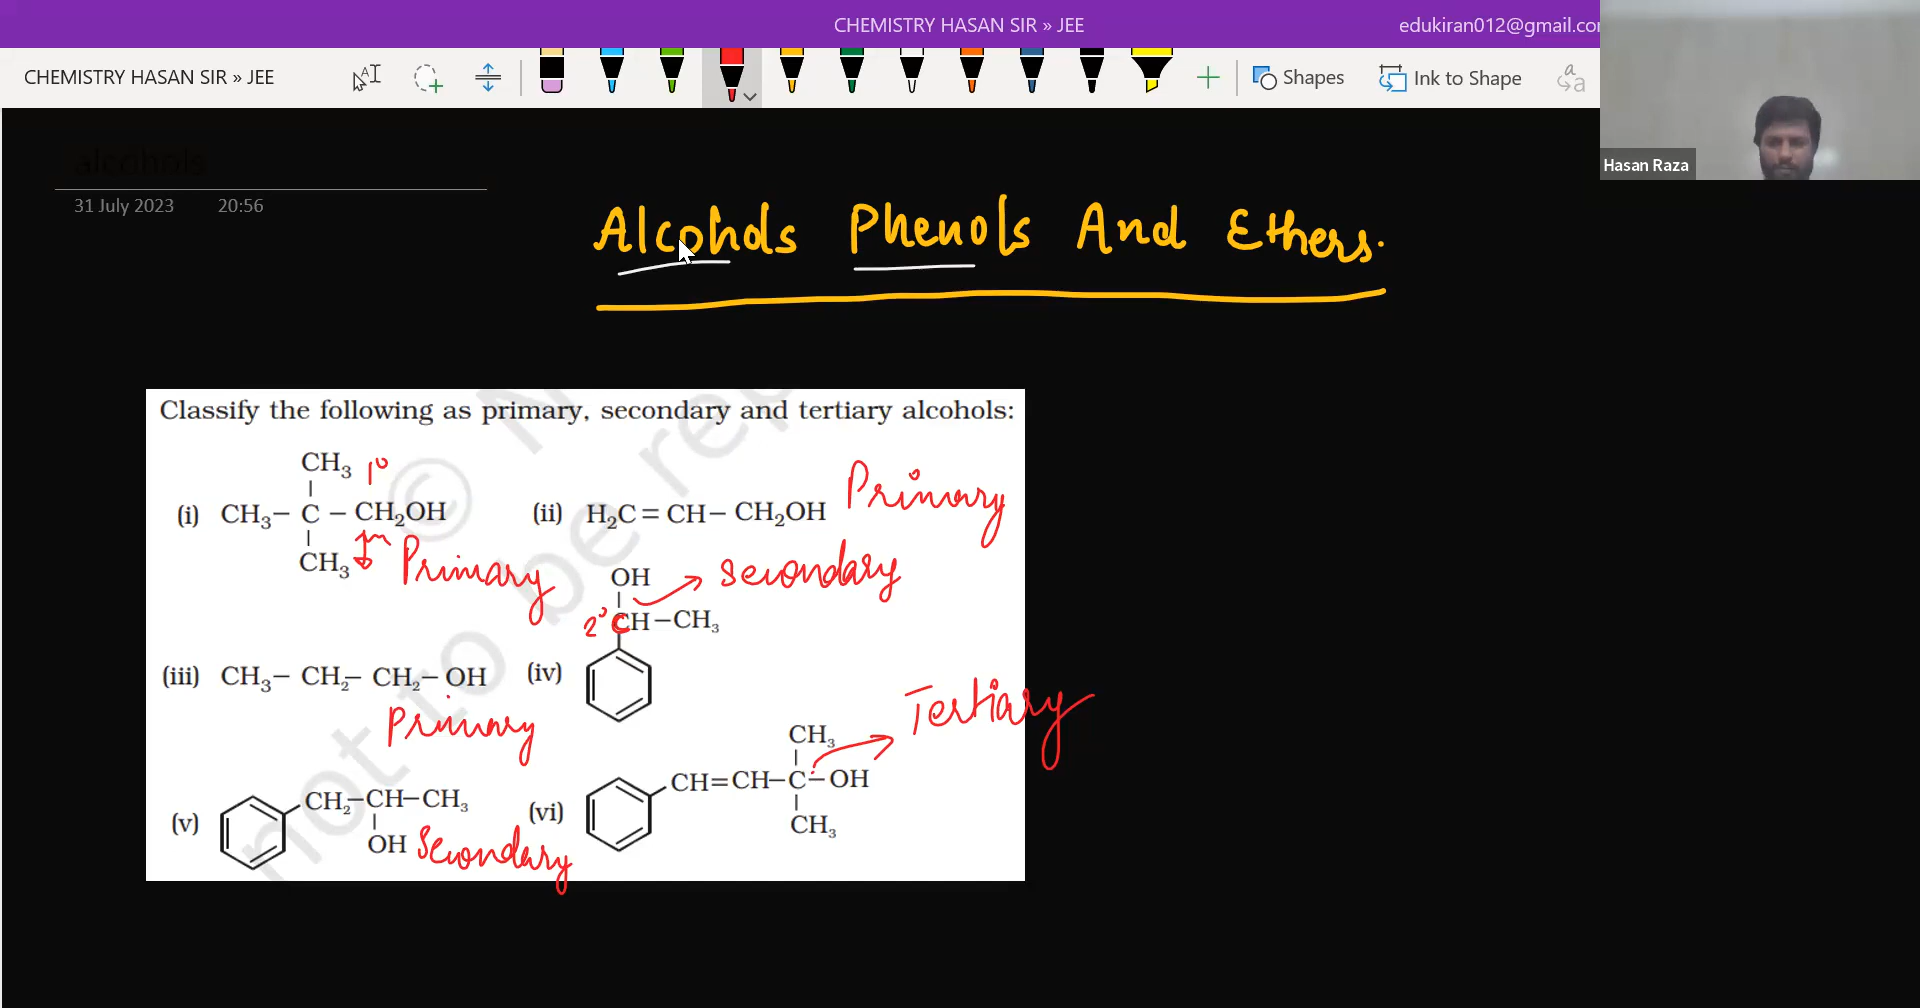 CHEMISTRY HASAN SIR » JEE
edukiran012@gmail.co
CHEMISTRY HASAN SIR » JEE
Shapes
Ink to Shape
Hasan Raza
alcohols
31 July 2023 20:56
Alcohols Phenols And Ethers.
Classify the following as primary, secondary and tertiary alcohols:
CH₃ 1°
(i) CH₃– C – CH₂OH
CH₃ Primary
(ii) H₂C=CH– CH₂OH Primary
(iii) CH₃– CH₂– CH₂– OH
Primary
OH secondary
2° CH–CH₃
(iv)
(v) CH₂–CH–CH₃
OH Secondary
CH₃ Tertiary
(vi) CH=CH–C–OH
CH₃